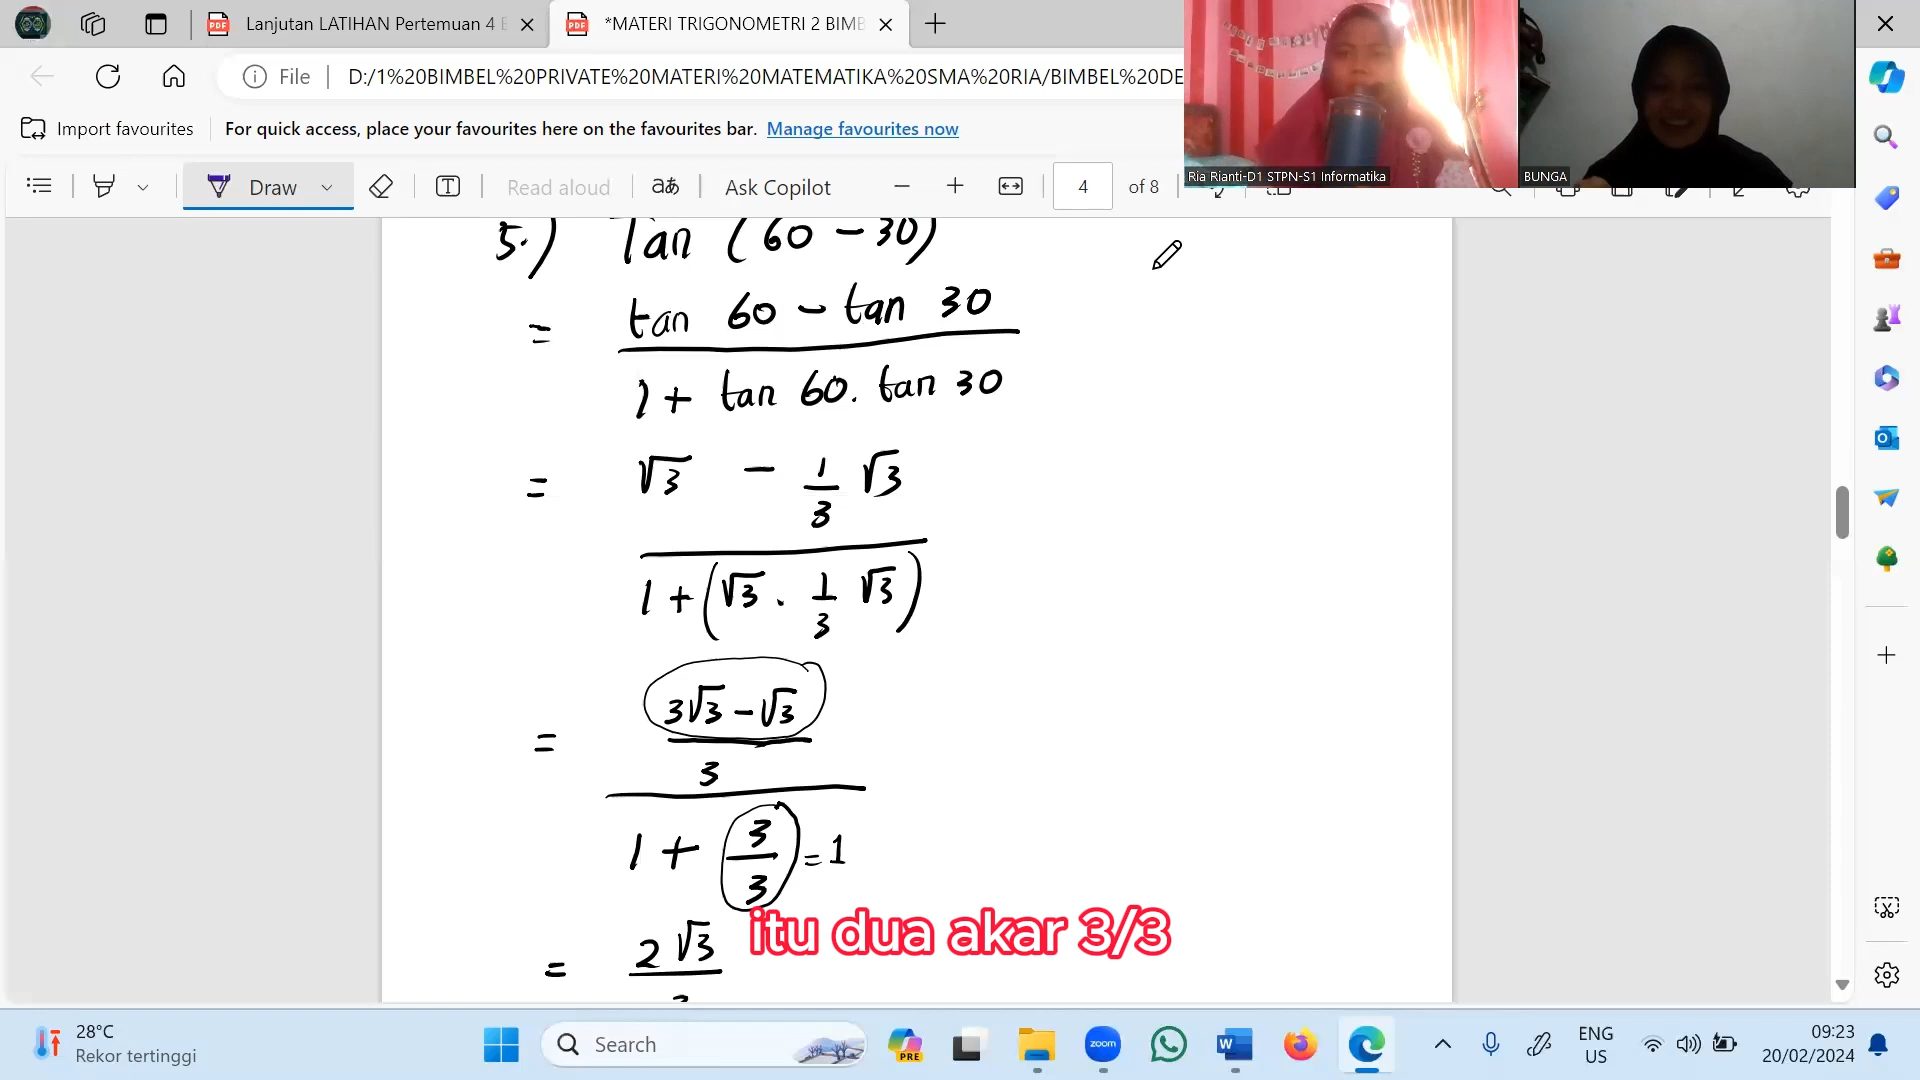 Lanjutan LATIHAN Pertemuan 4 B
*MATERI TRIGONOMETRI 2 BIMB
File
D:/1%20BIMBEL%20PRIVATE%20MATERI%20MATEMATIKA%20SMA%20RIA/BIMBEL%20DE
Import favourites
For quick access, place your favourites here on the favourites bar. Manage favourites now
Draw
Read aloud
aあ
Ask Copilot
4 of 8
Ria Rianti-D1 STPN-S1 Informatika
BUNGA
5.) Tan (60 - 30)
= tan 60 - tan 30
1 + tan 60. tan 30
= √3 - 1/3 √3
1 + (√3 . 1/3 √3)
= 3√3 - √3
3
1 + 3/3 = 1
= 2√3
itu dua akar 3/3
28°C
Rekor tertinggi
Search
PRE
zoom
ENG
US
09:23
20/02/2024